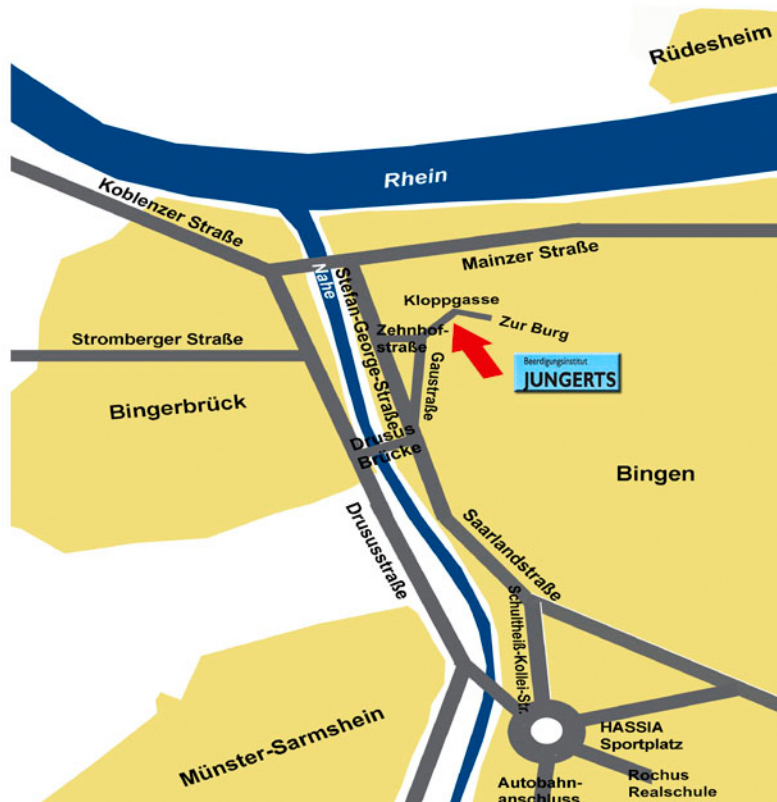 Rüdesheim
Rhein
Koblenzer Straße
Mainzer Straße
Nahe
Stefan-George-Straße
Kloppgasse
Zur Burg
Zehnhof-
straße
Stromberger Straße
Gaustraße
Beerdigungsinstitut
JUNGERTS
Bingerbrück
Drusus
Brücke
Bingen
Drususstraße
Saarlandstraße
Schultheiß-Kollei-Str.
Münster-Sarmshein
HASSIA
Sportplatz
Rochus
Realschule
Autobahn-
anschluss